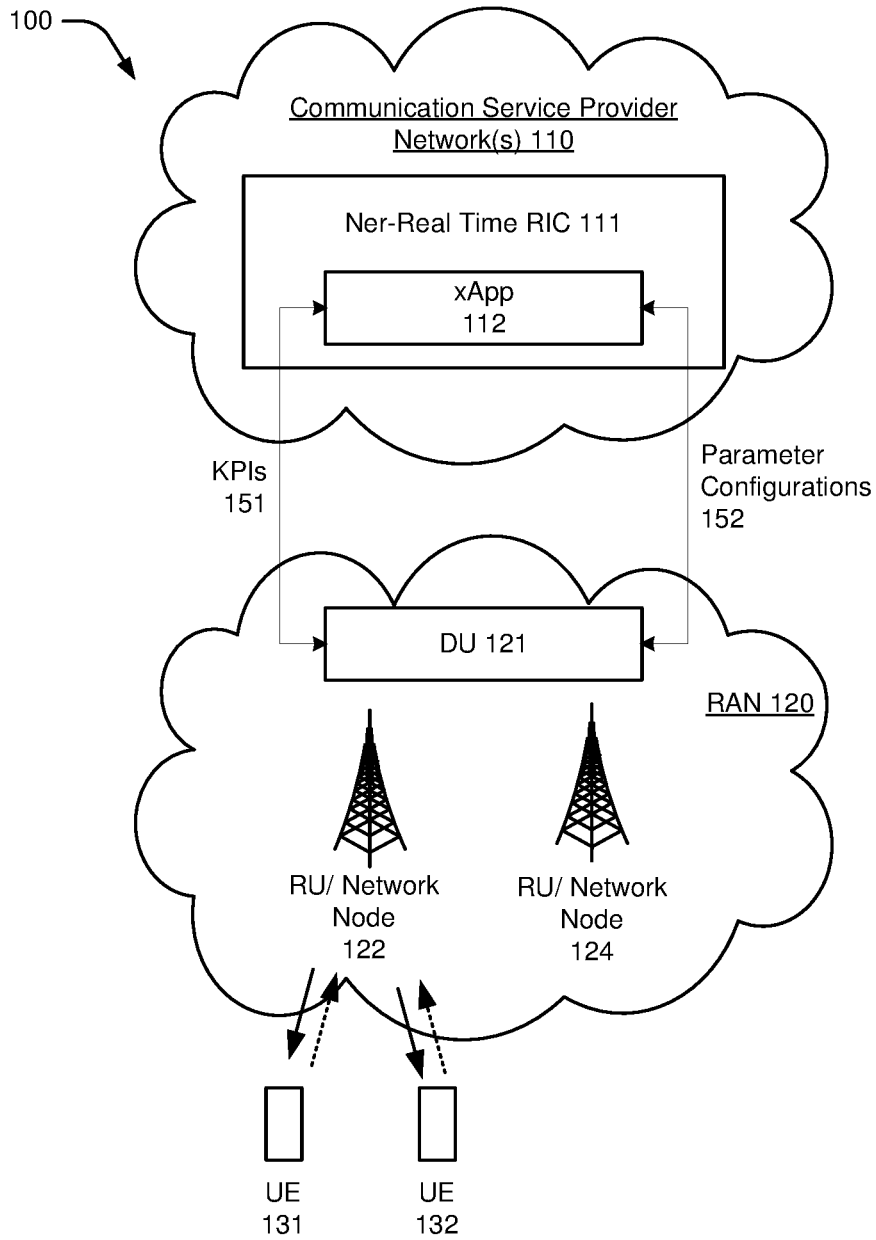 100
Communication Service Provider
Network(s) 110
Ner-Real Time RIC 111
xApp
112
KPIs
151
Parameter
Configurations
152
DU 121
RAN 120
RU/ Network
Node
122
RU/ Network
Node
124
UE
131
UE
132